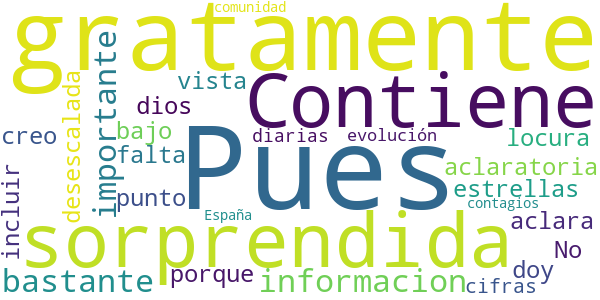 comunidad
gratamente
importante
desescalada
vista
Contiene
dios
creo
bajo
diarias
evolución
locura
falta
Pues
aclaratoria
incluir
punto
estrellas
contagios
España
sorprendida
aclara
No
bastante
porque
informacion
doy
cifras